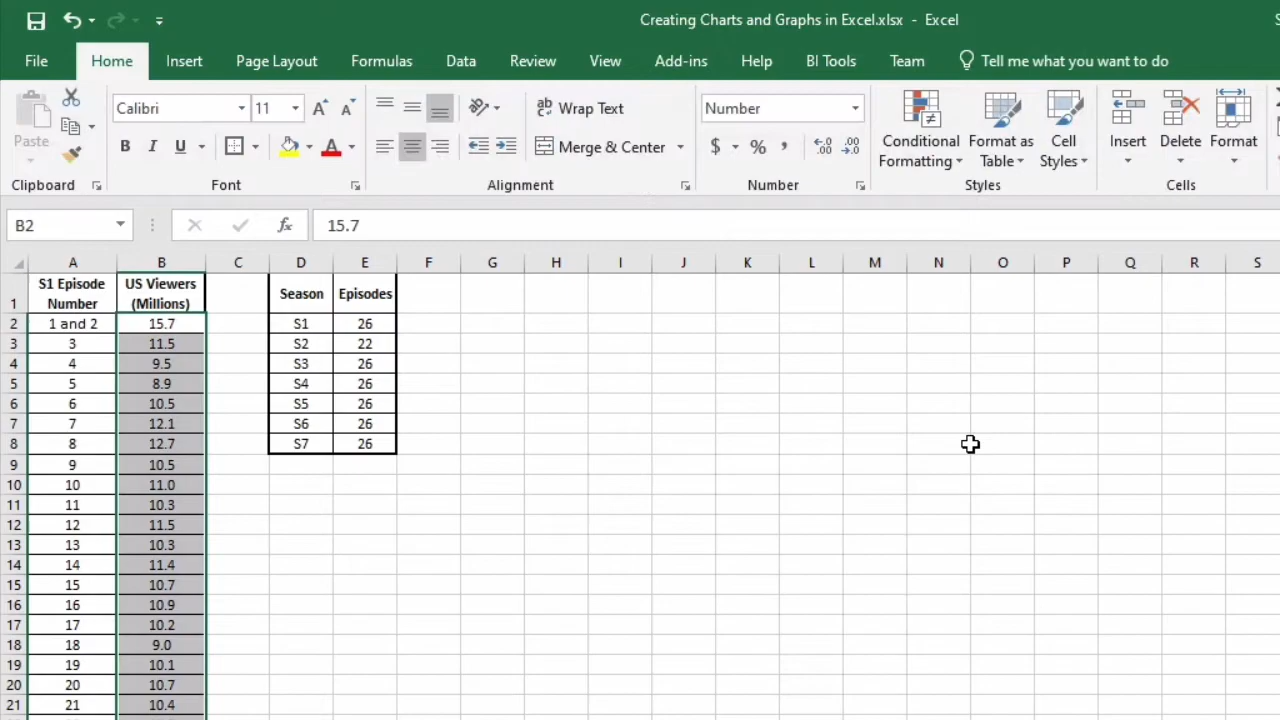 Creating Charts and Graphs in Excel.xlsx - Excel
File Home Insert Page Layout Formulas Data Review View Add-ins Help BI Tools Team Tell me what you want to do
Calibri 11 Wrap Text Number
Paste B I U Merge & Center $ % , Conditional Formatting Format as Table Cell Styles Insert Delete Format
Clipboard Font Alignment Number Styles Cells
B2 fx 15.7
A B C D E F G H I J K L M N O P Q R S
1 S1 Episode Number US Viewers (Millions) Season Episodes
2 1 and 2 15.7 S1 26
3 3 11.5 S2 22
4 4 9.5 S3 26
5 5 8.9 S4 26
6 6 10.5 S5 26
7 7 12.1 S6 26
8 8 12.7 S7 26
9 9 10.5
10 10 11.0
11 11 10.3
12 12 11.5
13 13 10.3
14 14 11.4
15 15 10.7
16 16 10.9
17 17 10.2
18 18 9.0
19 19 10.1
20 20 10.7
21 21 10.4